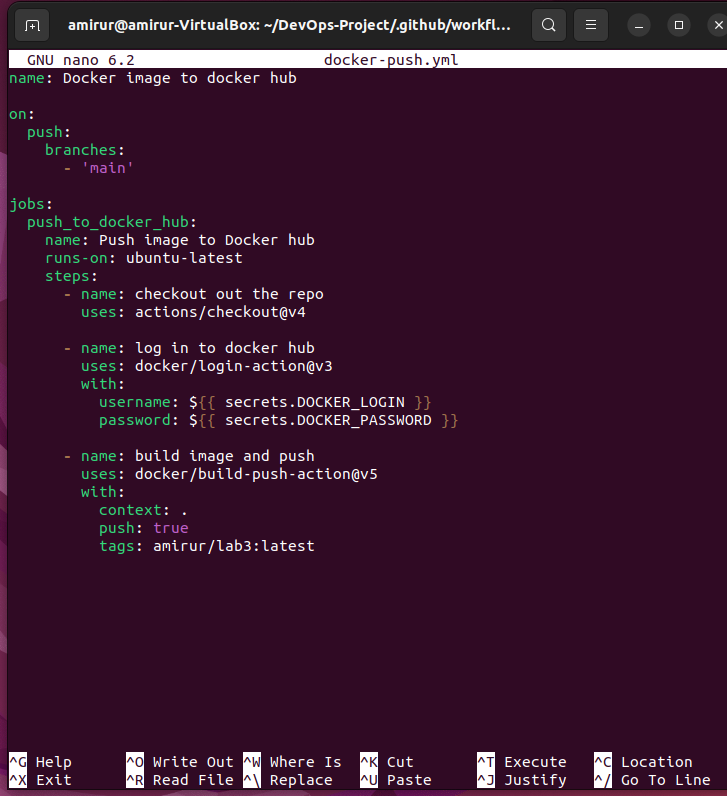 amirur@amirur-VirtualBox: ~/DevOps-Project/.github/workfl...
GNU nano 6.2 docker-push.yml
name: Docker image to docker hub

on:
  push:
    branches:
      - 'main'

jobs:
  push_to_docker_hub:
    name: Push image to Docker hub
    runs-on: ubuntu-latest
    steps:
      - name: checkout out the repo
        uses: actions/checkout@v4

      - name: log in to docker hub
        uses: docker/login-action@v3
        with:
          username: ${{ secrets.DOCKER_LOGIN }}
          password: ${{ secrets.DOCKER_PASSWORD }}

      - name: build image and push
        uses: docker/build-push-action@v5
        with:
          context: .
          push: true
          tags: amirur/lab3:latest

^G Help ^O Write Out ^W Where Is ^K Cut ^T Execute ^C Location
^X Exit ^R Read File ^\ Replace ^U Paste ^J Justify ^/ Go To Line